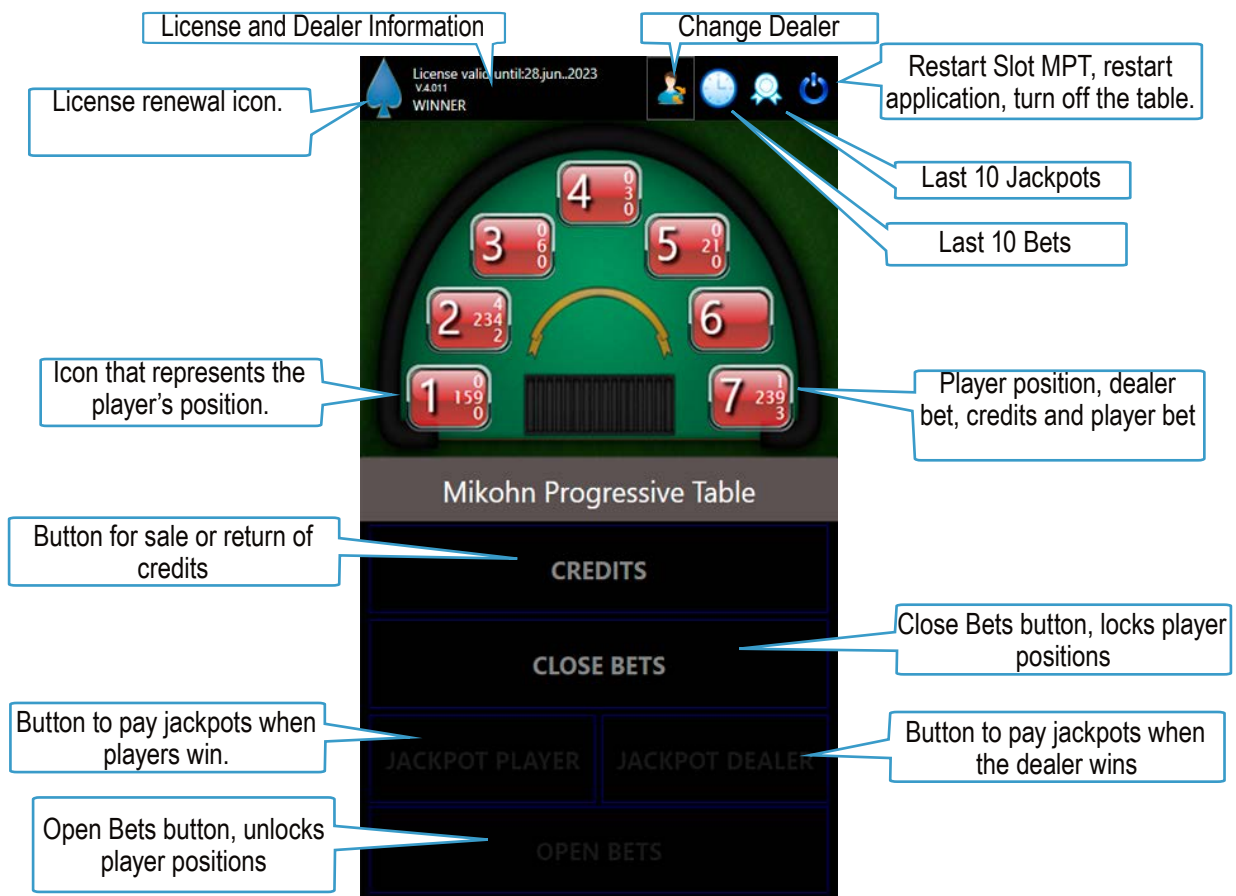 License and Dealer Information
Change Dealer
License renewal icon.
License valid until:28.jun..2023
V.4.011
WINNER
Restart Slot MPT, restart
application, turn off the table.
Last 10 Jackpots
Last 10 Bets
4
0
3
0
3
0
6
0
5
0
21
0
2
4
234
2
6
Icon that represents the
player’s position.
1
0
159
0
7
1
239
3
Player position, dealer
bet, credits and player bet
Mikohn Progressive Table
Button for sale or return of
credits
CREDITS
Close Bets button, locks player
positions
CLOSE BETS
Button to pay jackpots when
players win.
JACKPOT PLAYER
JACKPOT DEALER
Button to pay jackpots when
the dealer wins
Open Bets button, unlocks
player positions
OPEN BETS